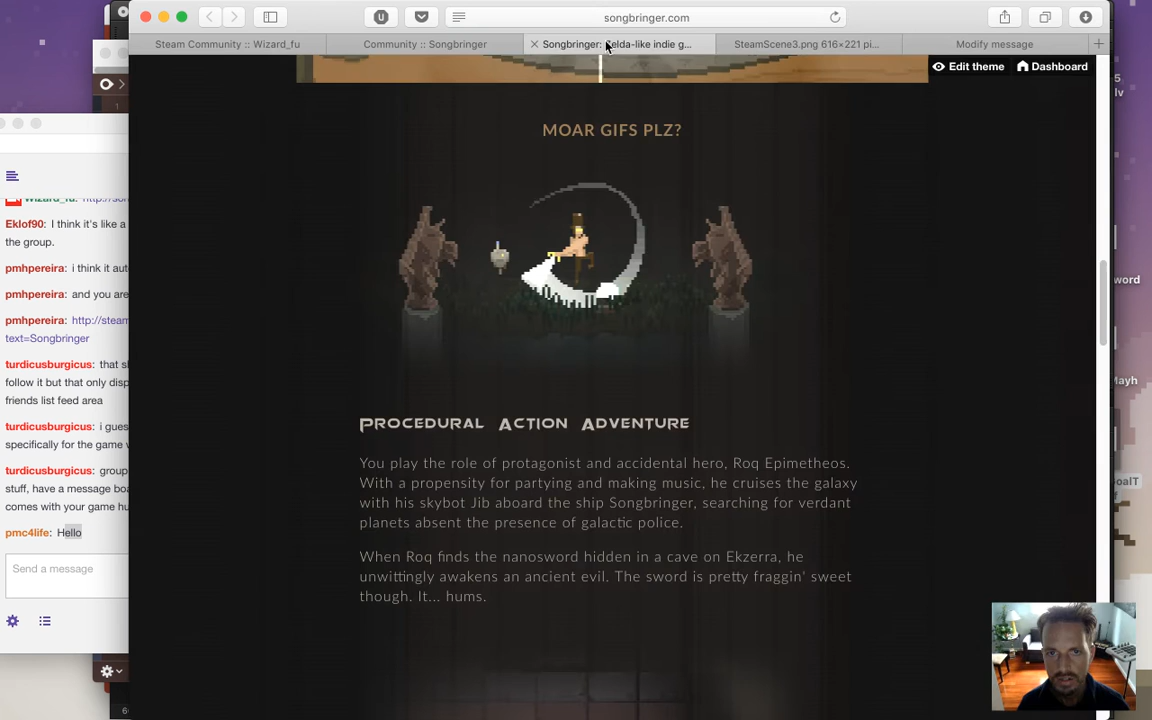 songbringer.com
Steam Community :: Wizard_fu
Community :: Songbringer
Songbringer: Zelda-like indie g...
SteamScene3.png 616×221 pi...
Modify message
Edit theme
Dashboard
MOAR GIFS PLZ?
Procedural Action Adventure
You play the role of protagonist and accidental hero, Roq Epimetheos.
With a propensity for partying and making music, he cruises the galaxy
with his skybot Jib aboard the ship Songbringer, searching for verdant
planets absent the presence of galactic police.
When Roq finds the nanosword hidden in a cave on Ekzerra, he
unwittingly awakens an ancient evil. The sword is pretty fraggin' sweet
though. It... hums.
Eklof90: I think it's like a
the group.
pmhpereira: i think it aut
pmhpereira: and you are
pmhpereira: http://steam
text=Songbringer
turdicusburgicus: that sl
follow it but that only disp
friends list feed area
turdicusburgicus: i gues
specifically for the game w
turdicusburgicus: group
stuff, have a message boa
comes with your game hu
pmc4life: Hello
Send a message
1
5
lv
word
Mayh
oalT
f